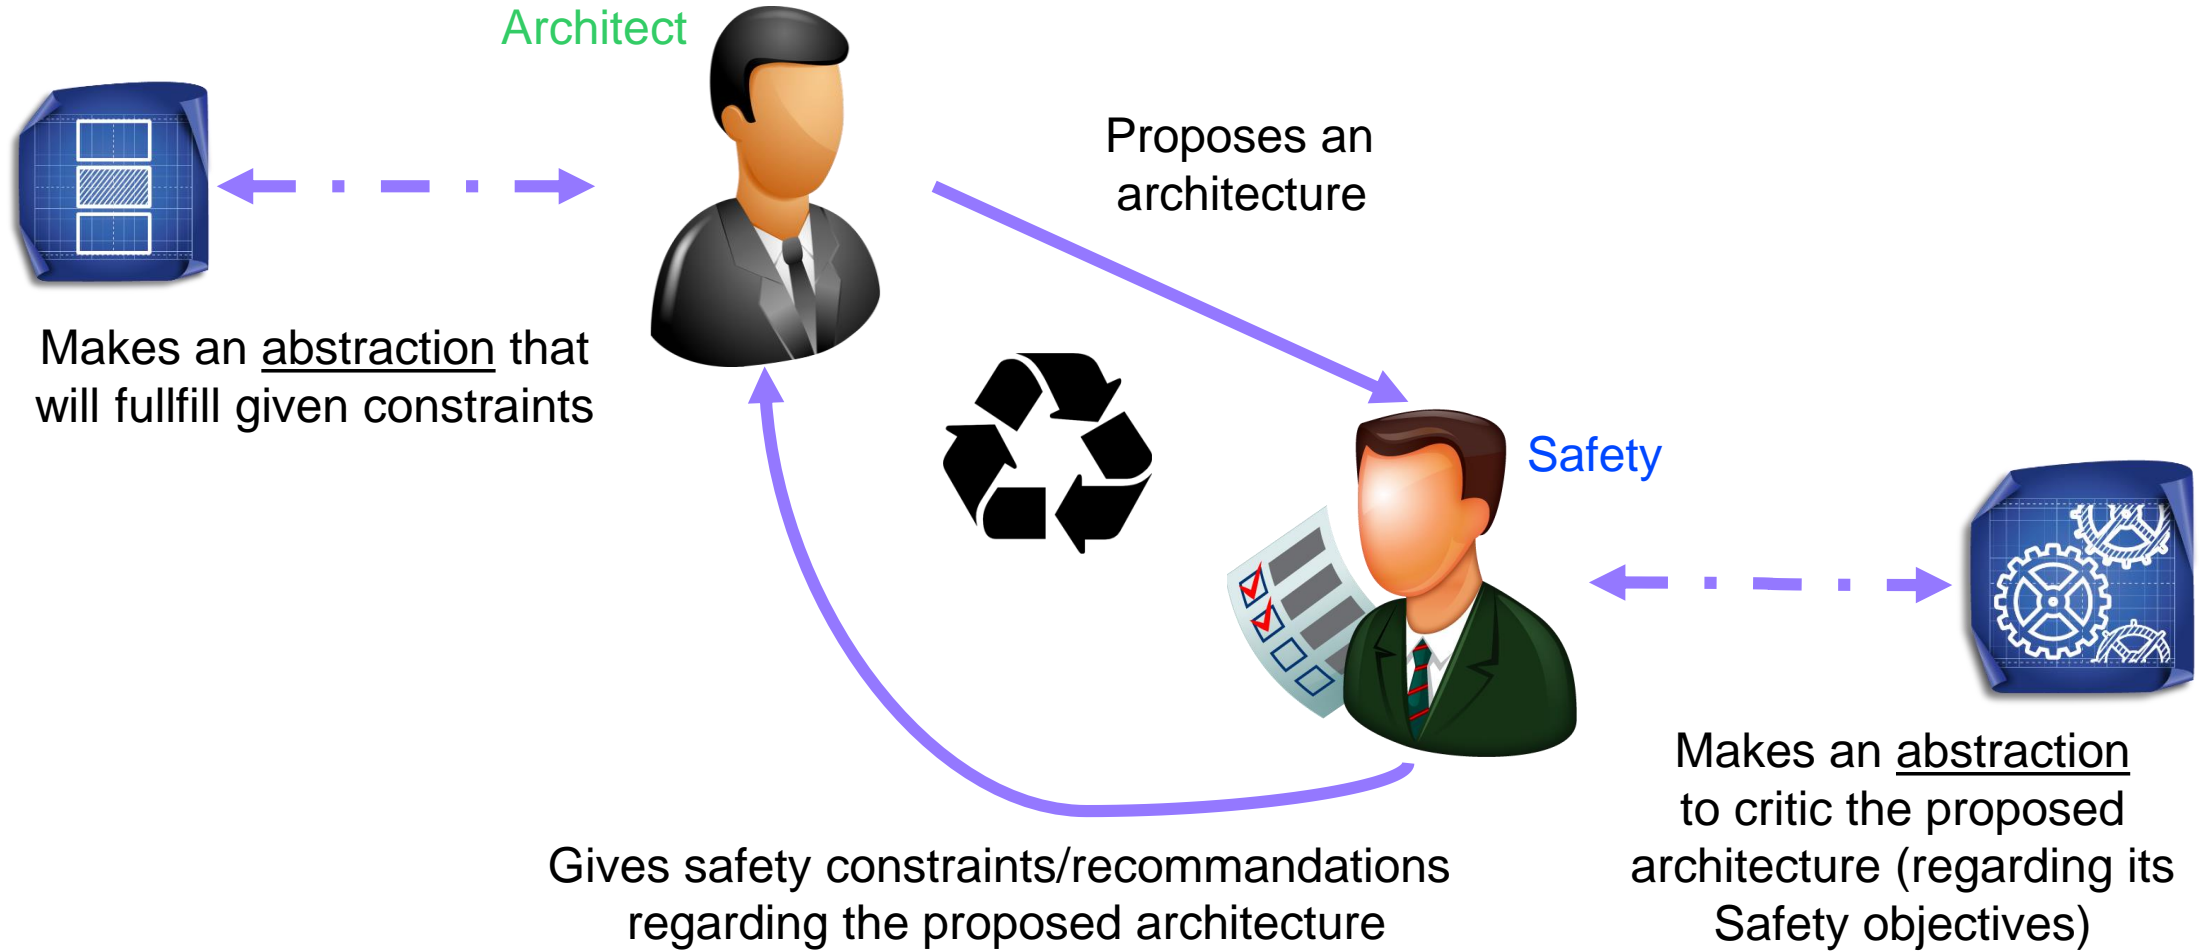 Architect
Proposes an
architecture
Makes an abstraction that
will fullfill given constraints
Safety
Makes an abstraction
to critic the proposed
architecture (regarding its
Safety objectives)
Gives safety constraints/recommandations
regarding the proposed architecture